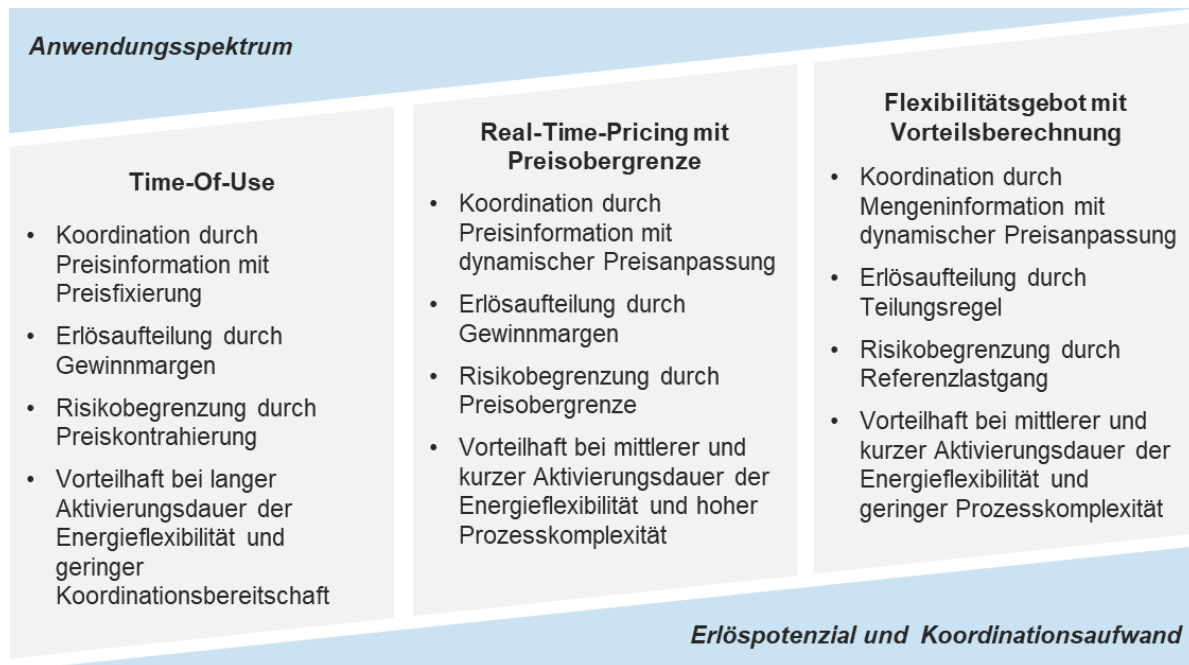 Anwendungsspektrum
Time-Of-Use
• Koordination durch
Preisinformation mit
Preisfixierung
• Erlösaufteilung durch
Gewinnmargen
• Risikobegrenzung durch
Preiskontrahierung
• Vorteilhaft bei langer
Aktivierungsdauer der
Energieflexibilität und
geringer
Koordinationsbereitschaft
Real-Time-Pricing mit
Preisobergrenze
• Koordination durch
Preisinformation mit
dynamischer Preisanpassung
• Erlösaufteilung durch
Gewinnmargen
• Risikobegrenzung durch
Preisobergrenze
• Vorteilhaft bei mittlerer und
kurzer Aktivierungsdauer der
Energieflexibilität und hoher
Prozesskomplexität
Flexibilitätsgebot mit
Vorteilsberechnung
• Koordination durch
Mengeninformation mit
dynamischer Preisanpassung
• Erlösaufteilung durch
Teilungsregel
• Risikobegrenzung durch
Referenzlastgang
• Vorteilhaft bei mittlerer und
kurzer Aktivierungsdauer der
Energieflexibilität und
geringer Prozesskomplexität
Erlöspotenzial und Koordinationsaufwand